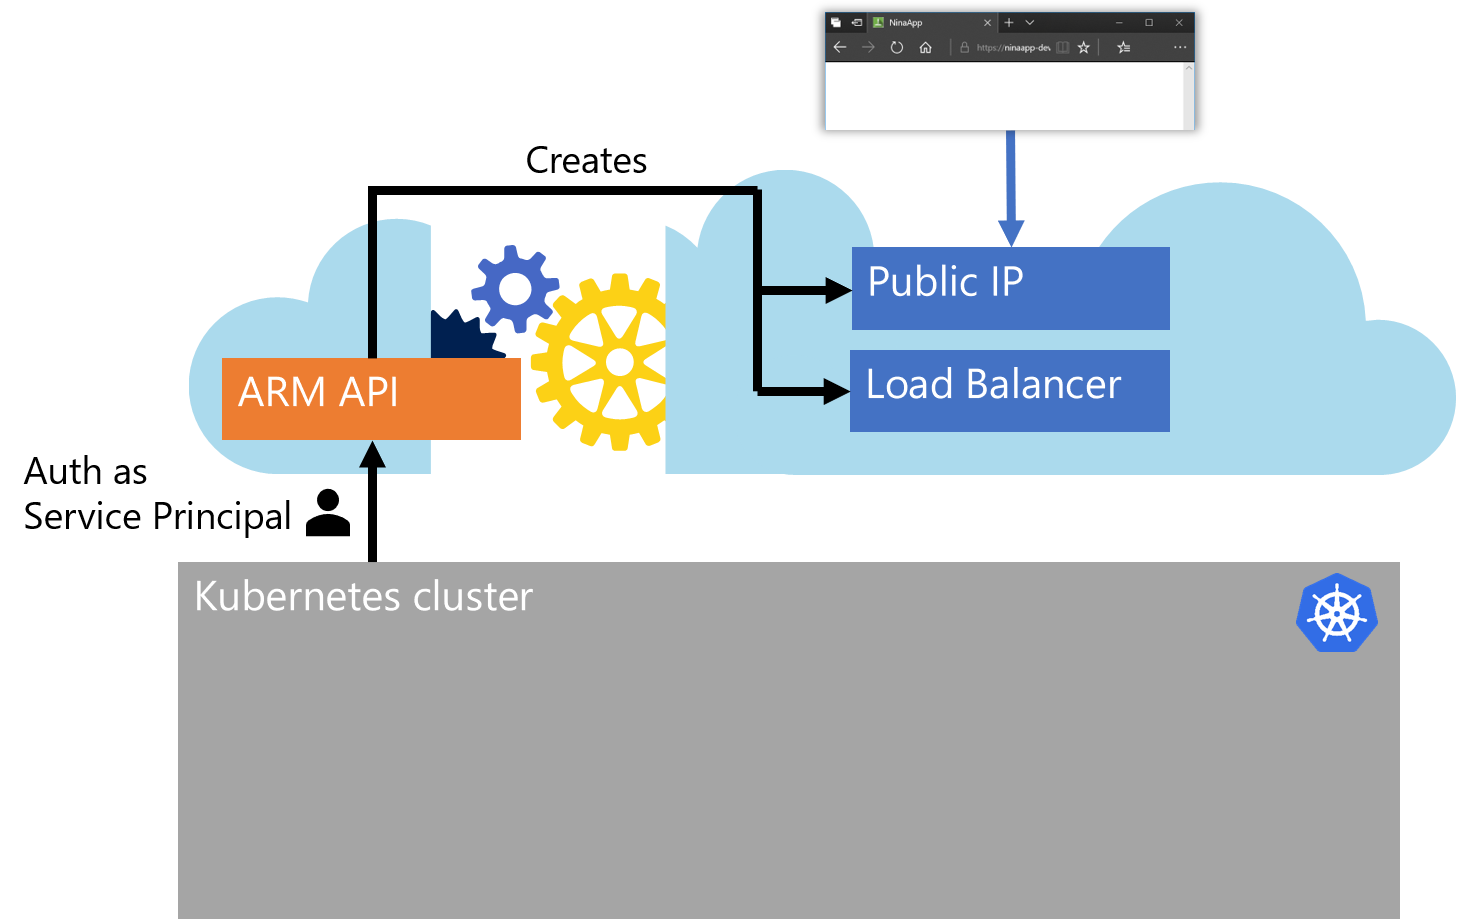 NinaApp
https://ninaapp-dev
Creates
Public IP
ARM API
Load Balancer
Auth as
Service Principal
Kubernetes cluster